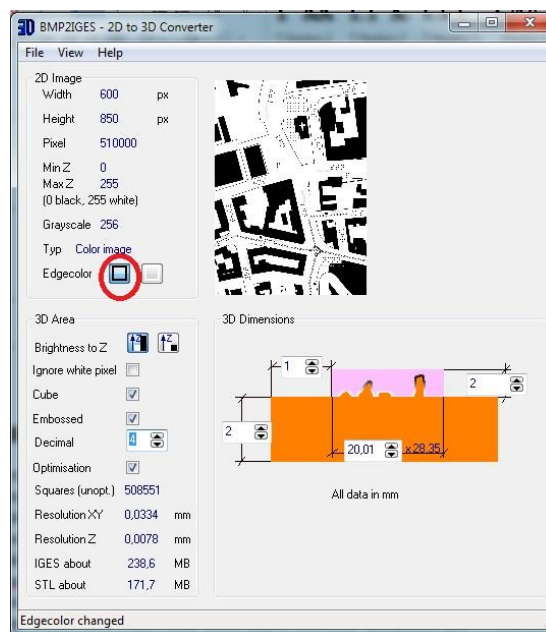 BMP2IGES - 2D to 3D Converter
File View Help
2D Image
Width 600 px
Height 850 px
Pixel 510000
Min Z 0
Max Z 255
(0 black, 255 white)
Grayscale 256
Typ Color image
Edgecolor
3D Area
Brightness to Z
Ignore white pixel
Cube
Embossed
Decimal 4
Optimisation
Squares (unopt.) 508551
Resolution XY 0,0334 mm
Resolution Z 0,0078 mm
IGES about 238,6 MB
STL about 171,7 MB
3D Dimensions
1
2
2
20,01 x 28.35
All data in mm
Edgecolor changed